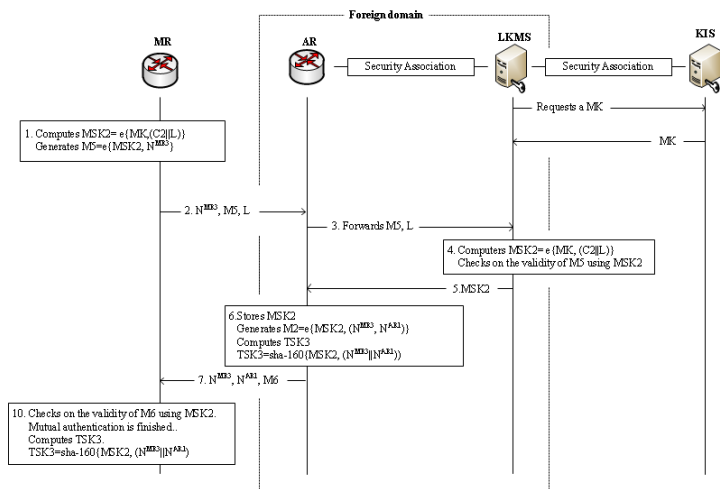 Foreign domain
MR
AR
LKMS
KIS
Security Association
Security Association
Requests a MK
MK
1. Computes MSK2= e{MK,(C2||L)}
Generates M5=e{MSK2, N^MR3}
2. N^MR3, M5, L
3. Forwards M5, L
4. Computers MSK2= e{MK, (C2||L)}
Checks on the validity of M5 using MSK2
5.MSK2
6.Stores MSK2
Generates M2=e{MSK2, (N^MR3, N^AR1)}
Computes TSK3
TSK3=sha-160{MSK2, (N^MR3||N^AR1))
7. N^MR3, N^AR1, M6
10. Checks on the validity of M6 using MSK2.
Mutual authentication is finished..
Computes TSK3.
TSK3=sha-160{MSK2, (N^MR3||N^AR1)